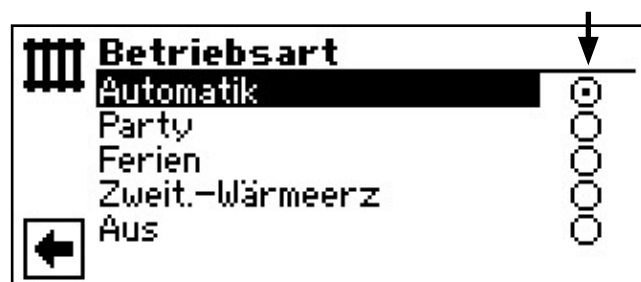 Betriebsart
Automatik
Party
Ferien
Zweit.-Wärmeerz
Aus